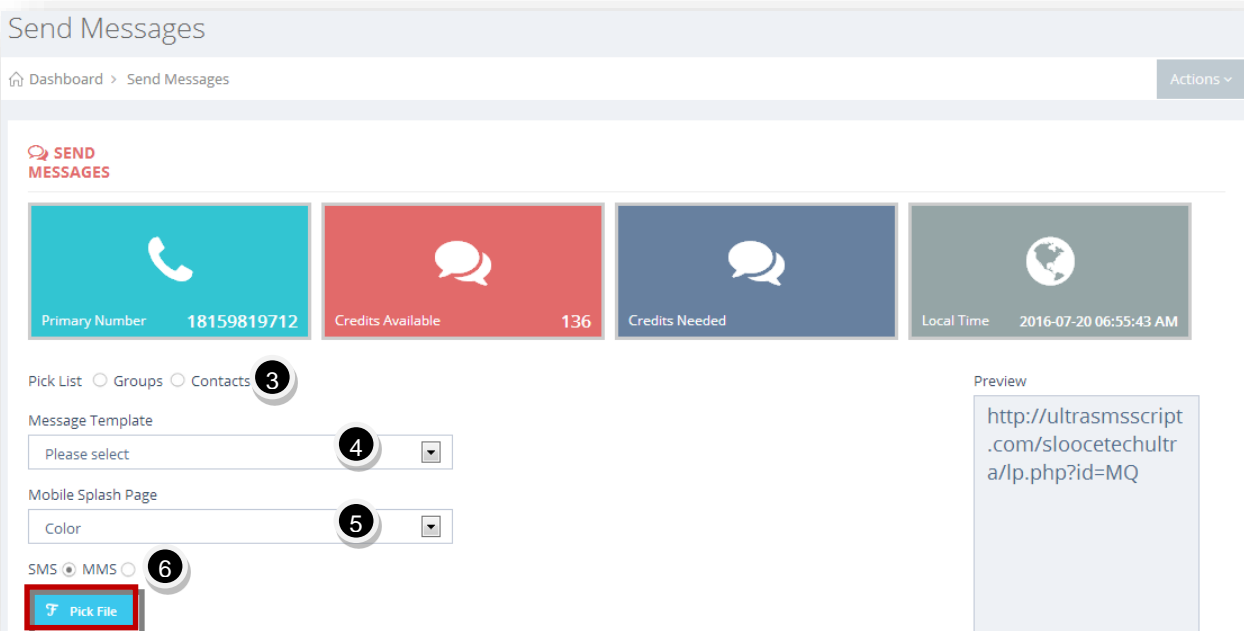 Send Messages
Dashboard > Send Messages
Actions
SEND
MESSAGES
Primary Number 18159819712
Credits Available 136
Credits Needed
Local Time 2016-07-20 06:55:43 AM
Pick List Groups Contacts 3
Message Template
Please select 4
Mobile Splash Page
Color 5
SMS MMS 6
Pick File
Preview
http://ultrasmsscript
.com/sloocetechultr
a/lp.php?id=MQ